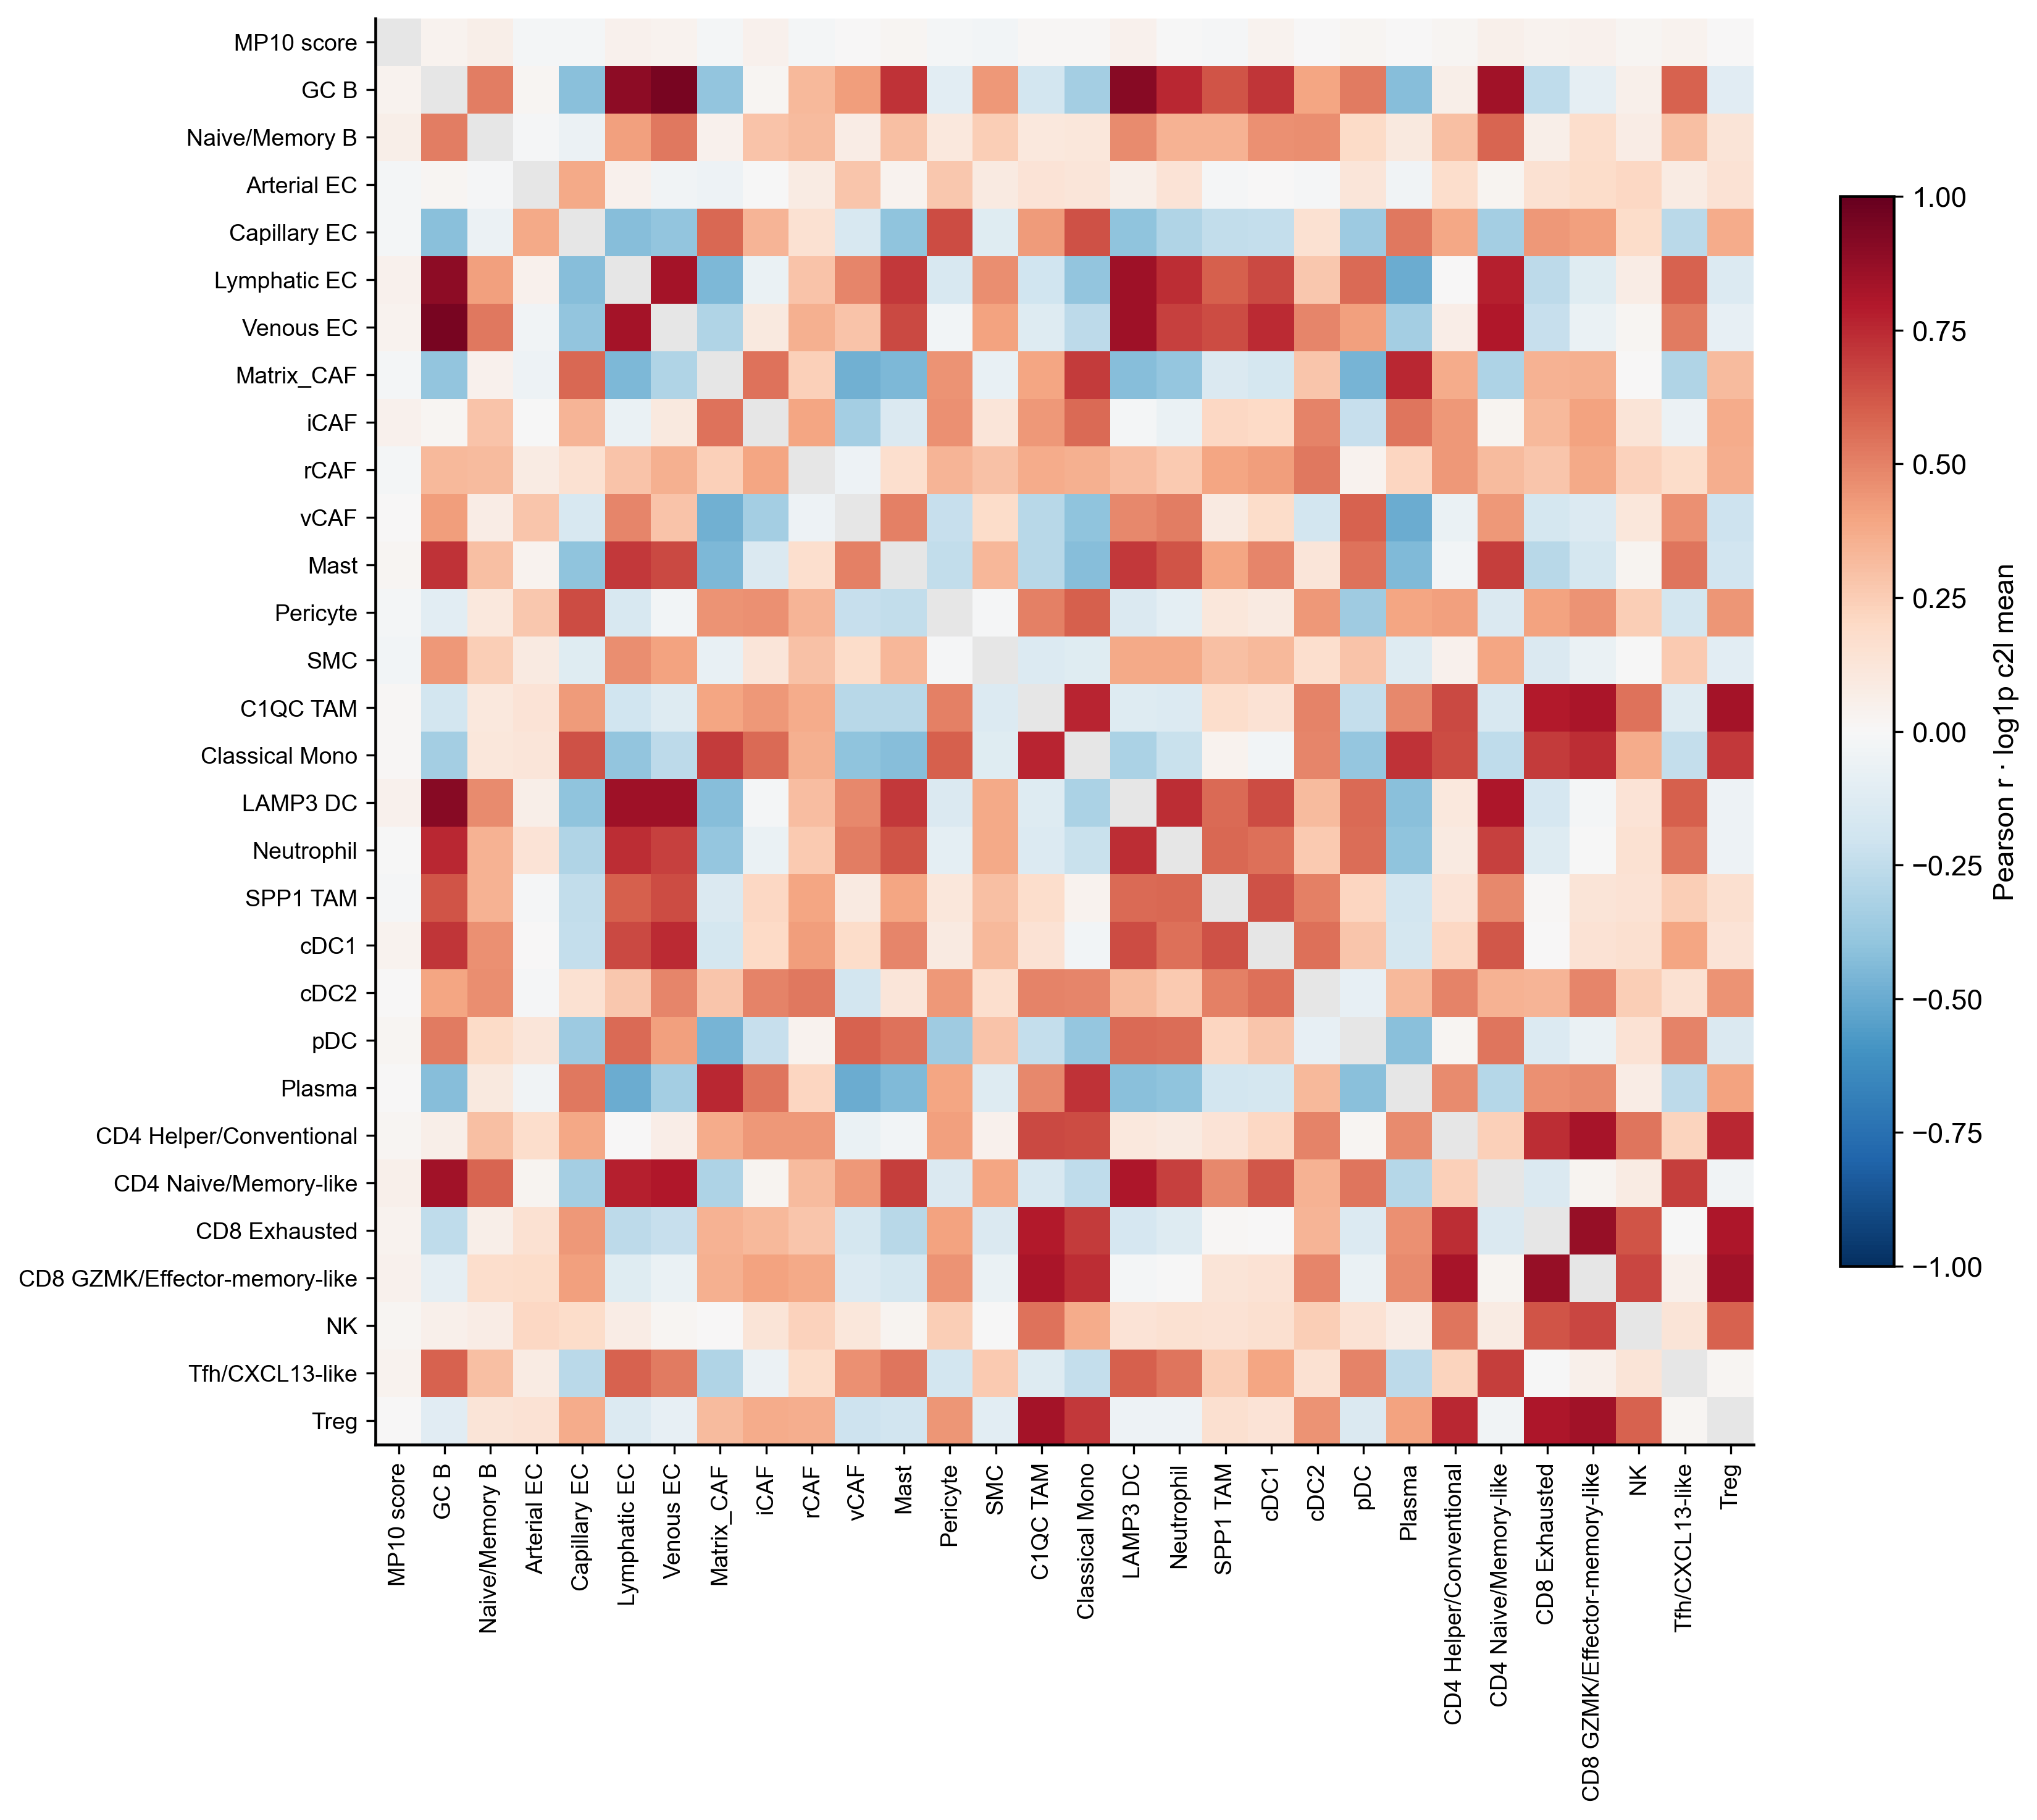 MP10 score
GC B
Naive/Memory B
Arterial EC
Capillary EC
Lymphatic EC
Venous EC
Matrix_CAF
iCAF
rCAF
vCAF
Mast
Pericyte
SMC
C1QC TAM
Classical Mono
LAMP3 DC
Neutrophil
SPP1 TAM
cDC1
cDC2
pDC
Plasma
CD4 Helper/Conventional
CD4 Naive/Memory-like
CD8 Exhausted
CD8 GZMK/Effector-memory-like
NK
Tfh/CXCL13-like
Treg
MP10 score
GC B
Naive/Memory B
Arterial EC
Capillary EC
Lymphatic EC
Venous EC
Matrix_CAF
iCAF
rCAF
vCAF
Mast
Pericyte
SMC
C1QC TAM
Classical Mono
LAMP3 DC
Neutrophil
SPP1 TAM
cDC1
cDC2
pDC
Plasma
CD4 Helper/Conventional
CD4 Naive/Memory-like
CD8 Exhausted
CD8 GZMK/Effector-memory-like
NK
Tfh/CXCL13-like
Treg
1.00
0.75
0.50
0.25
0.00
−0.25
−0.50
−0.75
−1.00
Pearson r · log1p c2l mean